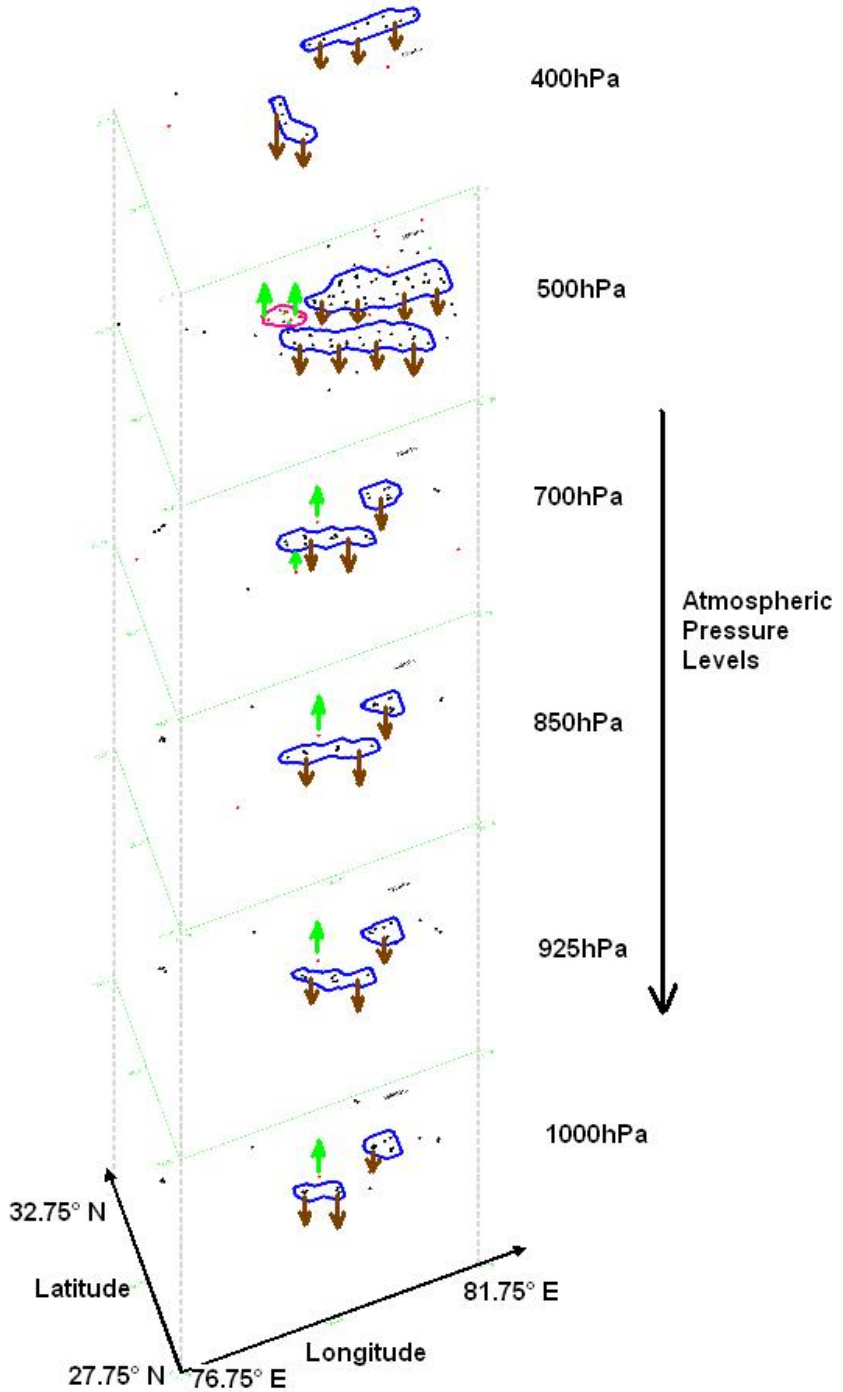 400hPa
500hPa
700hPa
Atmospheric
Pressure
Levels
850hPa
925hPa
1000hPa
32.75° N
Latitude
81.75° E
Longitude
27.75° N
76.75° E